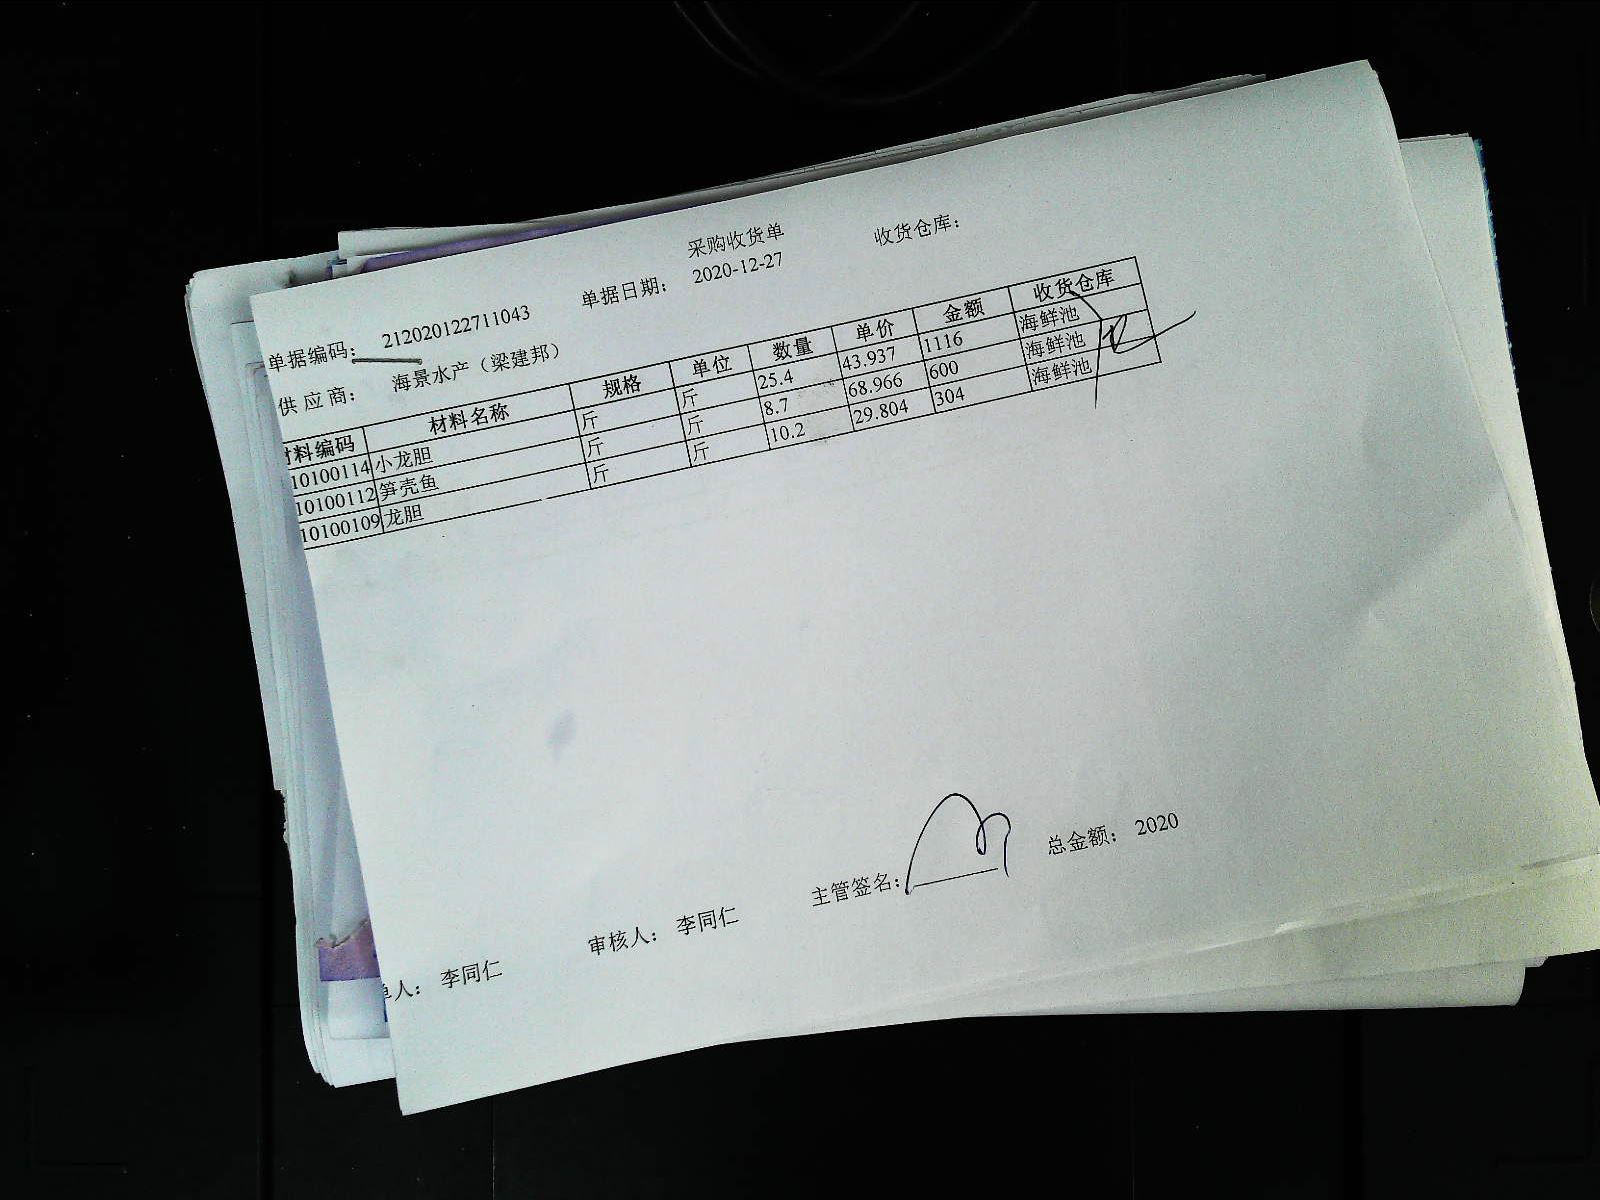 采购收货单
单据编码： 212020122711043 单据日期： 2020-12-27 收货仓库：
供应商： 海景水产（梁建邦）
材料编码 材料名称 规格 单位 数量 单价 金额 收货仓库
10100114 小龙胆 斤 斤 25.4 43.937 1116 海鲜池
10100112 笋壳鱼 斤 斤 8.7 68.966 600 海鲜池
10100109 龙胆 斤 斤 10.2 29.804 304 海鲜池
单人： 李同仁 审核人： 李同仁 主管签名： 总金额： 2020